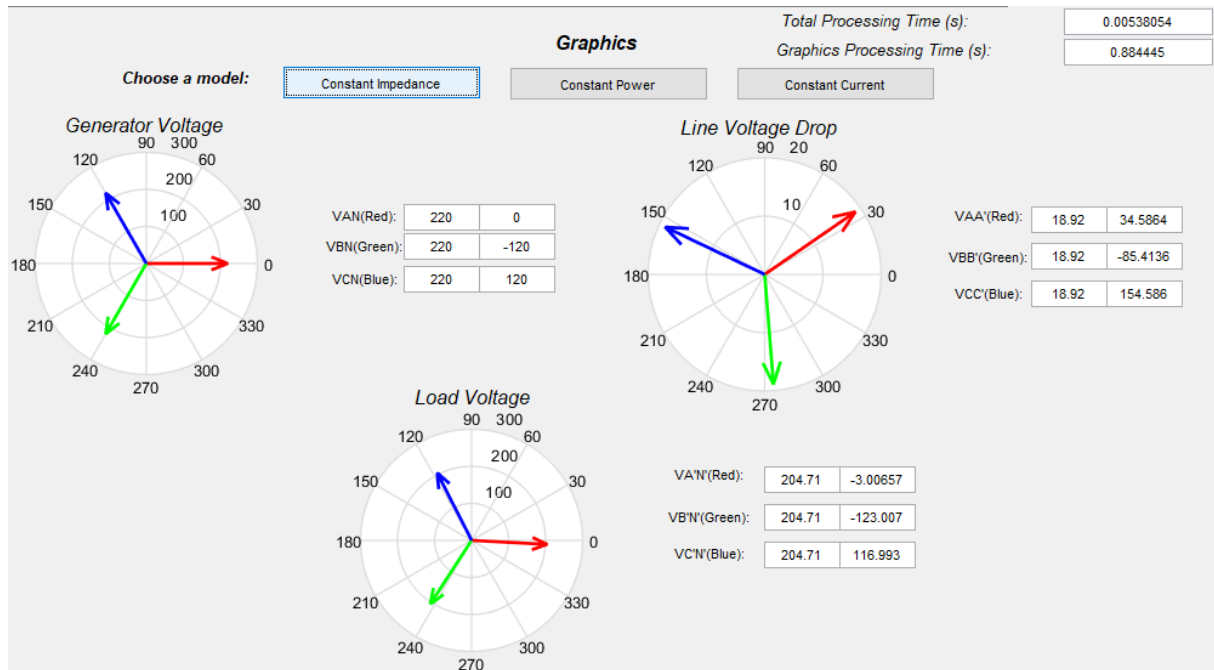 Total Processing Time (s): 0.00538054
Graphics
Graphics Processing Time (s): 0.884445
Choose a model: Constant Impedance Constant Power Constant Current
Generator Voltage
90 300
120 60
200
150 100 30
180 0
210 330
240 300
270
VAN(Red): 220 0
VBN(Green): 220 -120
VCN(Blue): 220 120
Line Voltage Drop
90 20
120 60
10
150 30
180 0
210 330
240 300
270
VAA'(Red): 18.92 34.5864
VBB'(Green): 18.92 -85.4136
VCC'(Blue): 18.92 154.586
Load Voltage
90 300
120 60
200
150 100 30
180 0
210 330
240 300
270
VA'N'(Red): 204.71 -3.00657
VB'N'(Green): 204.71 -123.007
VC'N'(Blue): 204.71 116.993